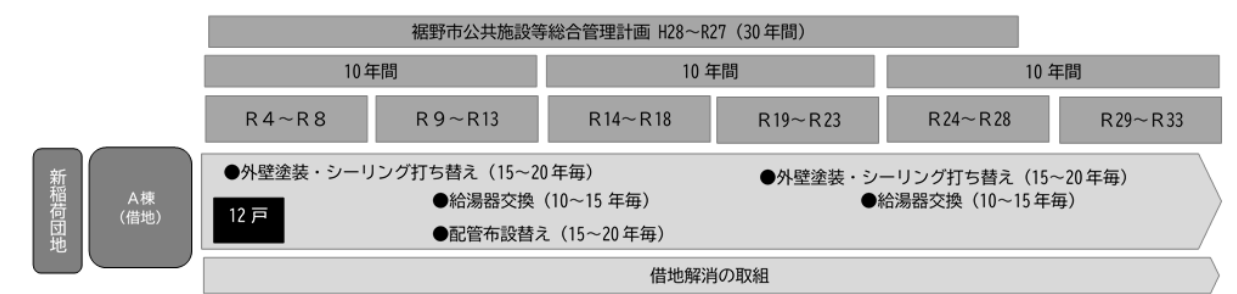 裾野市公共施設等総合管理計画 H28～R27（30年間）
10年間
10年間
10年間
R4～R8
R9～R13
R14～R18
R19～R23
R24～R28
R29～R33
新稲荷団地
A棟
（借地）
●外壁塗装・シーリング打ち替え（15～20年毎）
12戸
●給湯器交換（10～15年毎）
●配管布設替え（15～20年毎）
●外壁塗装・シーリング打ち替え（15～20年毎）
●給湯器交換（10～15年毎）
借地解消の取組